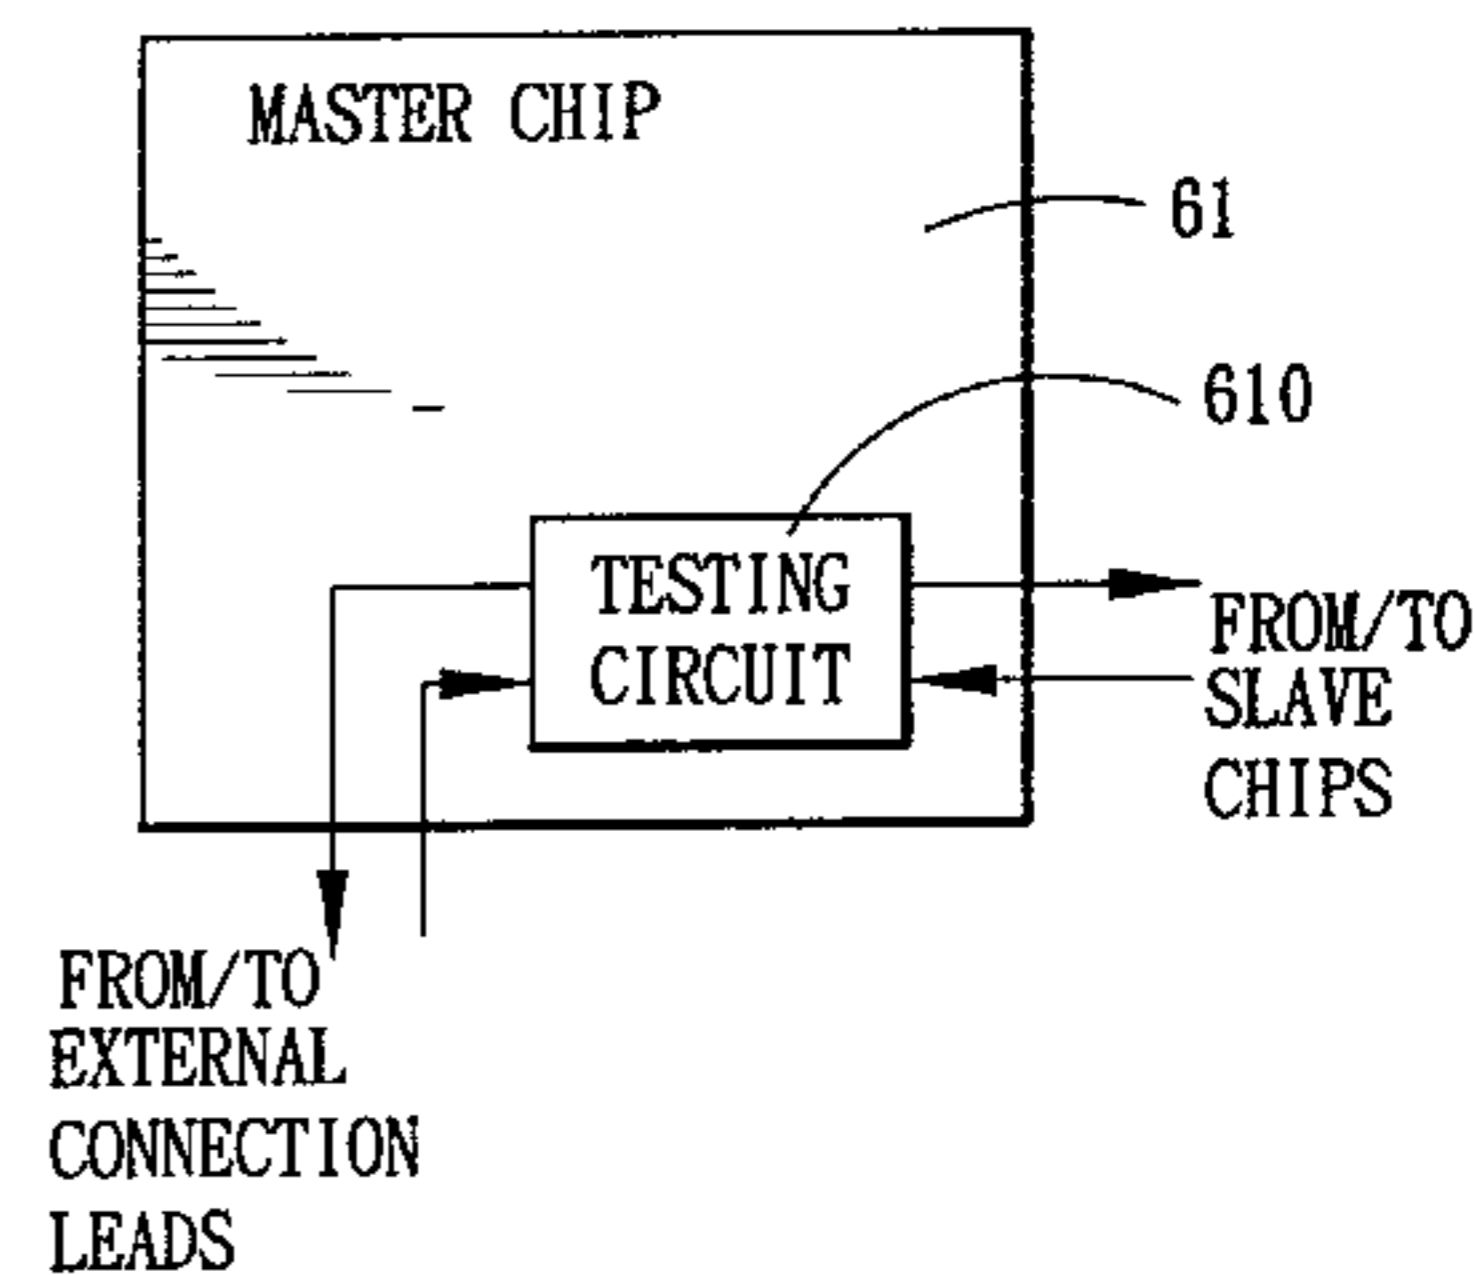 MASTER CHIP
61
610
TESTING
CIRCUIT
FROM/TO
SLAVE
CHIPS
FROM/TO
EXTERNAL
CONNECTION
LEADS